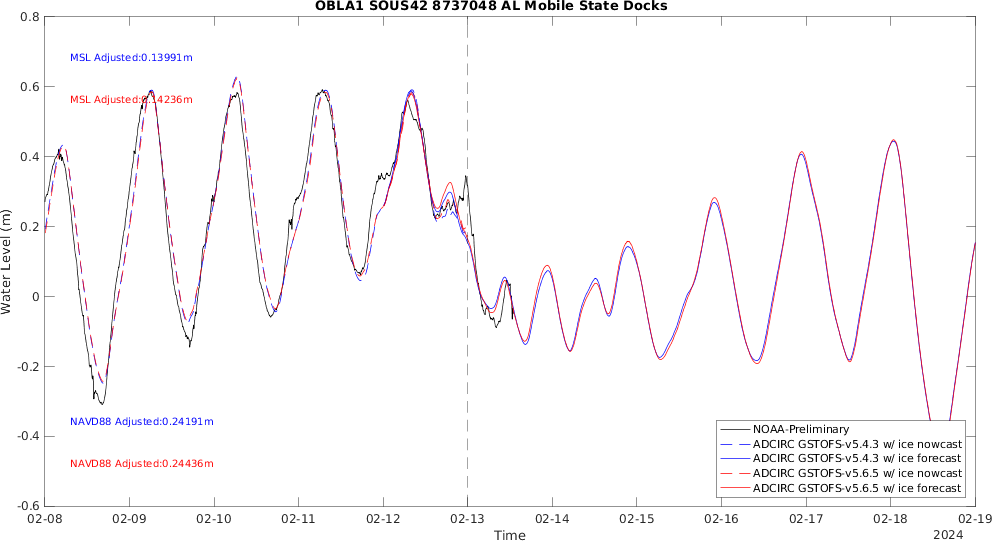 OBLA1 SOUS42 8737048 AL Mobile State Docks
0.8
0.6
0.4
0.2
0
-0.2
-0.4
-0.6
Water Level (m)
MSL Adjusted:0.13991m
MSL Adjusted:0.14236m
NAVD88 Adjusted:0.24191m
NAVD88 Adjusted:0.24436m
NOAA-Preliminary
ADCIRC GSTOFS-v5.4.3 w/ ice nowcast
ADCIRC GSTOFS-v5.4.3 w/ ice forecast
ADCIRC GSTOFS-v5.6.5 w/ ice nowcast
ADCIRC GSTOFS-v5.6.5 w/ ice forecast
02-08 02-09 02-10 02-11 02-12 02-13 02-14 02-15 02-16 02-17 02-18 02-19
Time
2024